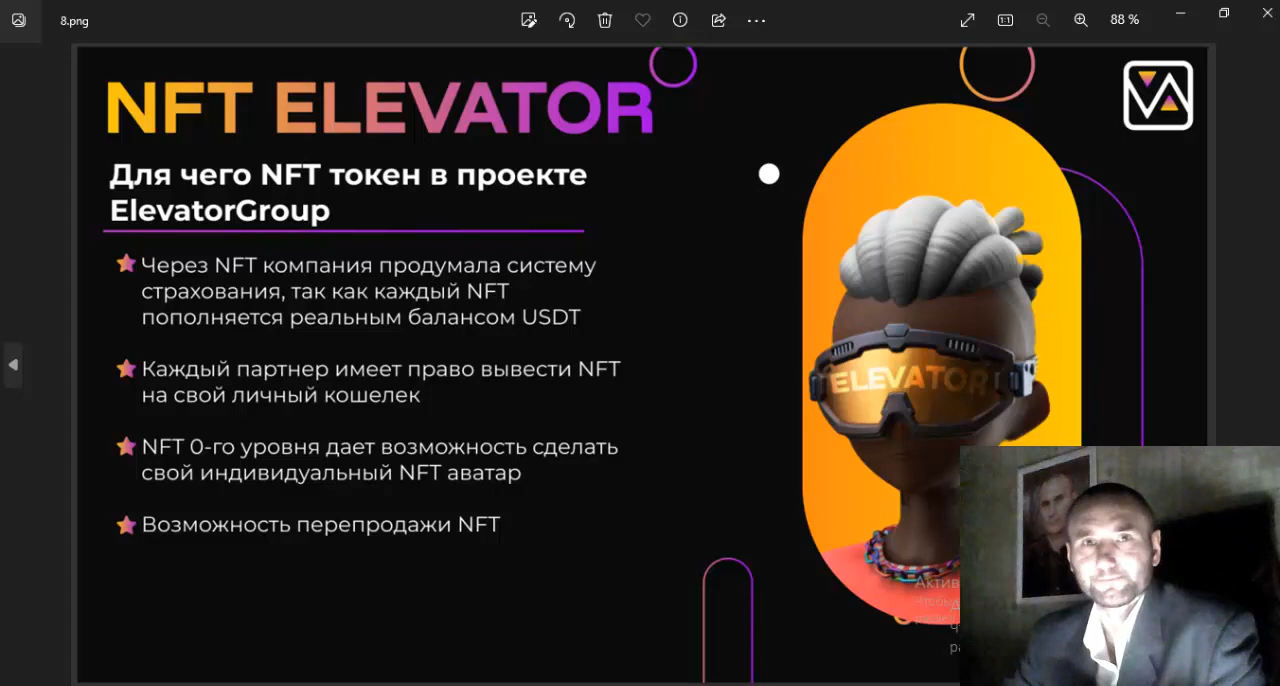 8.png
88 %
NFT ELEVATOR
Для чего NFT токен в проекте
ElevatorGroup
Через NFT компания продумала систему
страхования, так как каждый NFT
пополняется реальным балансом USDT
Каждый партнер имеет право вывести NFT
на свой личный кошелек
NFT 0-го уровня дает возможность сделать
свой индивидуальный NFT аватар
Возможность перепродажи NFT
ELEVATOR